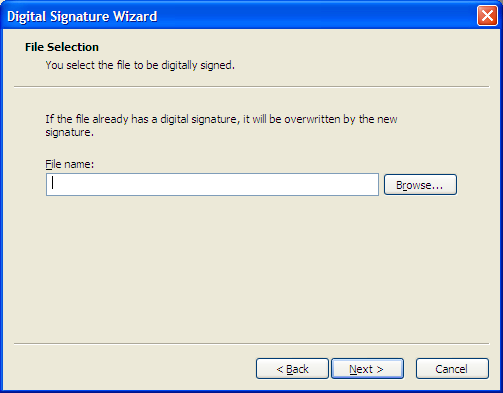 Digital Signature Wizard
File Selection
You select the file to be digitally signed.
If the file already has a digital signature, it will be overwritten by the new
signature.
File name:
Browse...
< Back
Next >
Cancel